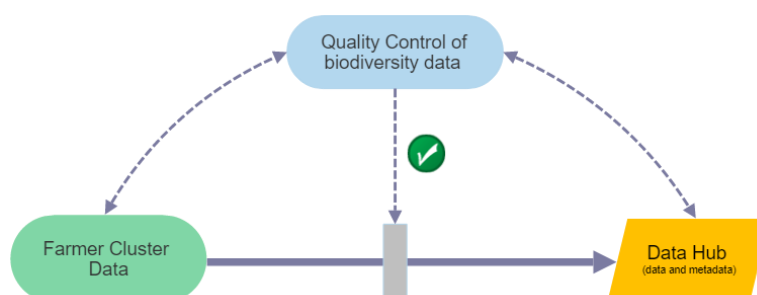 Quality Control of
biodiversity data
Farmer Cluster
Data
Data Hub
(data and metadata)